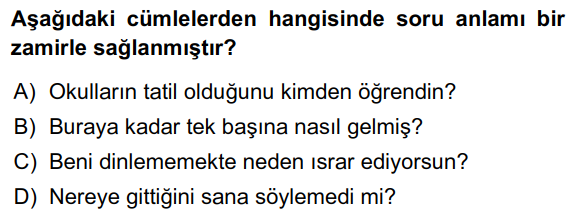 Aşağıdaki cümlelerden hangisinde soru anlamı bir
zamirle sağlanmıştır?
A) Okulların tatil olduğunu kimden öğrendin?
B) Buraya kadar tek başına nasıl gelmiş?
C) Beni dinlememekte neden ısrar ediyorsun?
D) Nereye gittiğini sana söylemedi mi?